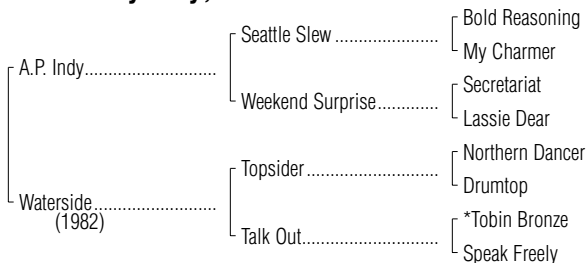 Bold Reasoning
Seattle Slew
My Charmer
A.P. Indy
Secretariat
Weekend Surprise
Lassie Dear
Northern Dancer
Topsider
Drumtop
Waterside
(1982)
*Tobin Bronze
Talk Out
Speak Freely